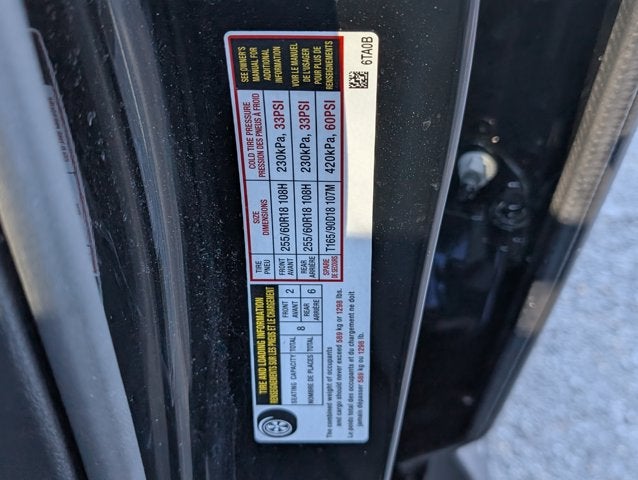 TIRE AND LOADING INFORMATION
RENSEIGNEMENTS SUR LES PNEUS ET LE CHARGEMENT
SEATING CAPACITY TOTAL 8 FRONT 2 REAR 6
NOMBRE DE PLACES TOTAL AVANT ARRIÈRE
The combined weight of occupants
and cargo should never exceed 589 kg or 1298 lbs.
Le poids total des occupants et du chargement ne doit
jamais dépasser 589 kg ou 1298 lb.
TIRE SIZE COLD TIRE PRESSURE
PNEU DIMENSIONS PRESSION DES PNEUS À FROID
FRONT
AVANT 255/60R18 108H 230kPa, 33PSI
REAR
ARRIÈRE 255/60R18 108H 230kPa, 33PSI
SPARE
DE SECOURS T165/90D18 107M 420kPa, 60PSI
SEE OWNER'S
MANUAL FOR
ADDITIONAL
INFORMATION
VOIR LE MANUEL
DE L'USAGER
POUR PLUS DE
RENSEIGNEMENTS
6TA0B